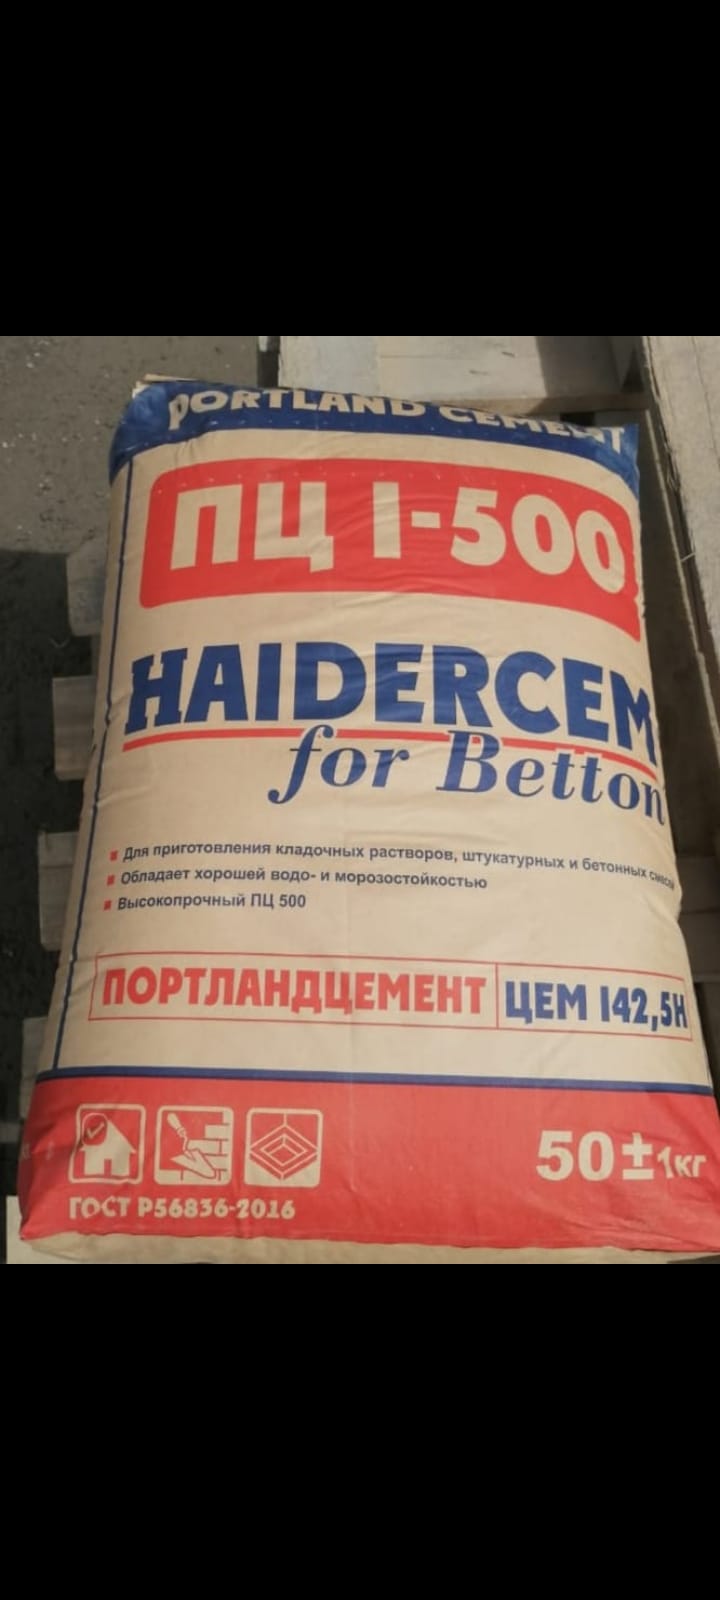 PORTLAND CEMENT
ПЦ I-500
HAIDERCEM
for Betton
Для приготовления кладочных растворов, штукатурных и бетонных смесей
Обладает хорошей водо- и морозостойкостью
Высокопрочный ПЦ 500
ПОРТЛАНДЦЕМЕНТ ЦЕМ I42,5Н
50±1кг
ГОСТ Р56836-2016